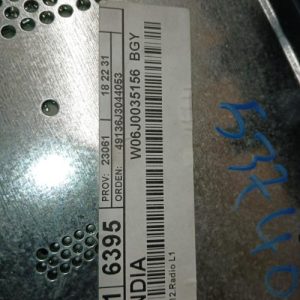 PROV: 23061 18 22 31
ORDEN: 49136J3044053
W06J0035156 BGY
1 6395
NDIA
2.Radio L1